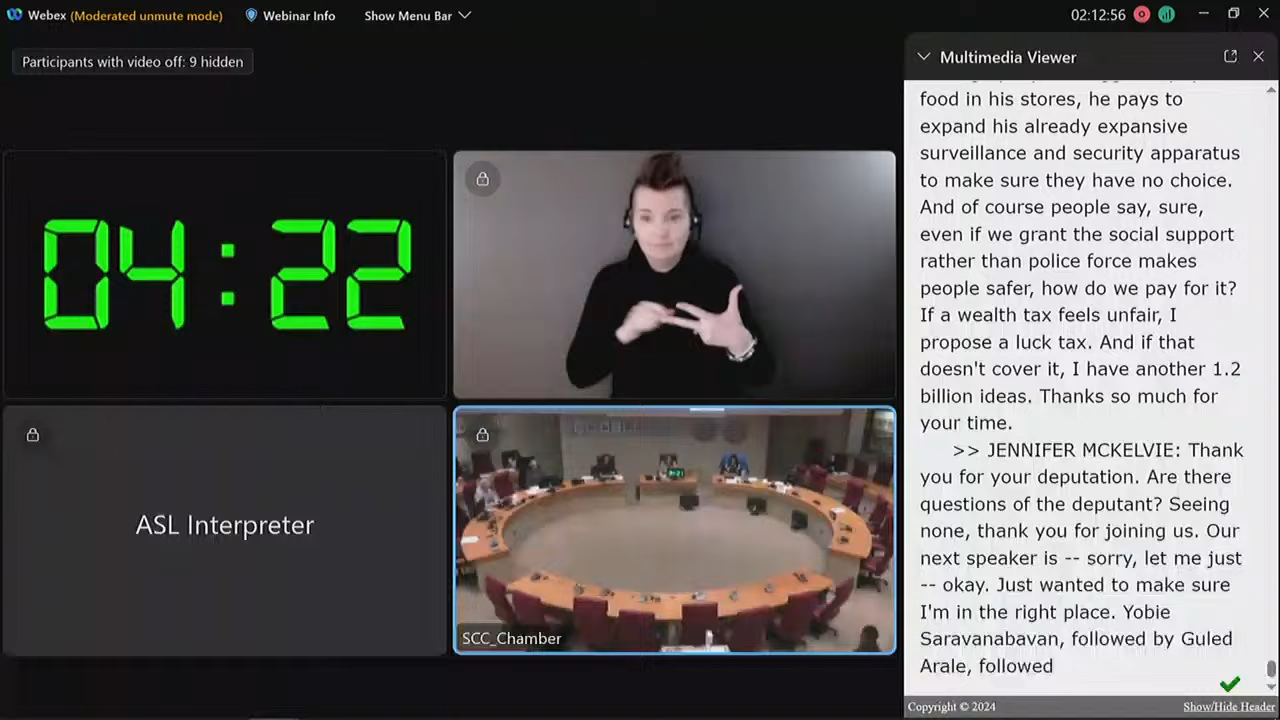 Webex (Moderated unmute mode)
Webinar Info
Show Menu Bar
02:12:56
Participants with video off: 9 hidden
04:22
ASL Interpreter
SCC_Chamber
Multimedia Viewer
food in his stores, he pays to
expand his already expansive
surveillance and security apparatus
to make sure they have no choice.
And of course people say, sure,
even if we grant the social support
rather than police force makes
people safer, how do we pay for it?
If a wealth tax feels unfair, I
propose a luck tax. And if that
doesn't cover it, I have another 1.2
billion ideas. Thanks so much for
your time.
>> JENNIFER MCKELVIE: Thank
you for your deputation. Are there
questions of the deputant? Seeing
none, thank you for joining us. Our
next speaker is -- sorry, let me just
-- okay. Just wanted to make sure
I'm in the right place. Yobie
Saravanabavan, followed by Guled
Arale, followed
Copyright © 2024
Show/Hide Header